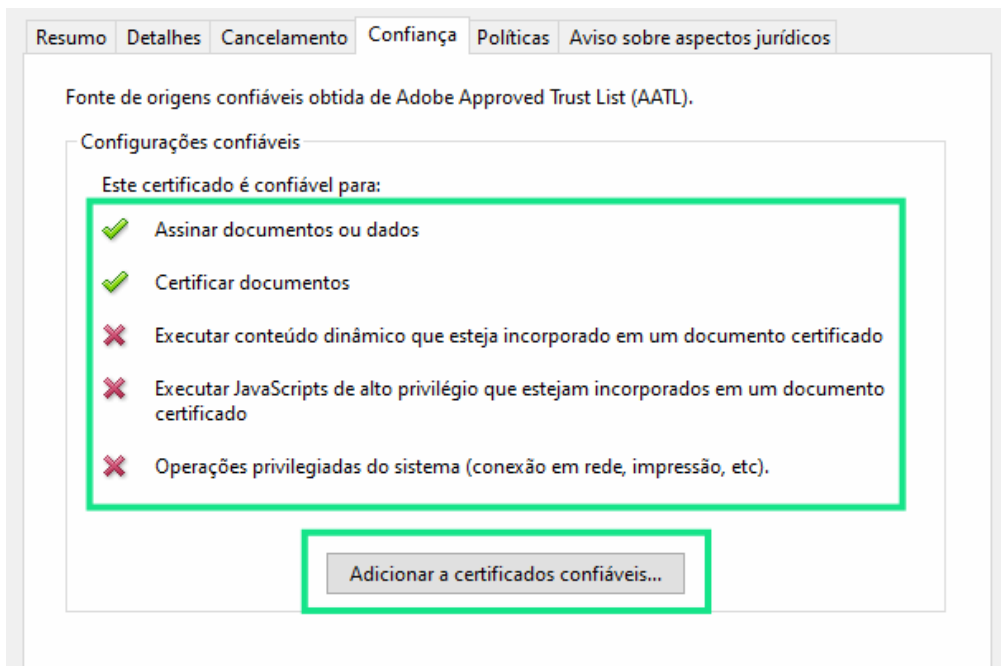 Resumo Detalhes Cancelamento Confiança Políticas Aviso sobre aspectos jurídicos
Fonte de origens confiáveis obtida de Adobe Approved Trust List (AATL).
Configurações confiáveis
Este certificado é confiável para:
Assinar documentos ou dados
Certificar documentos
Executar conteúdo dinâmico que esteja incorporado em um documento certificado
Executar JavaScripts de alto privilégio que estejam incorporados em um documento
certificado
Operações privilegiadas do sistema (conexão em rede, impressão, etc).
Adicionar a certificados confiáveis...